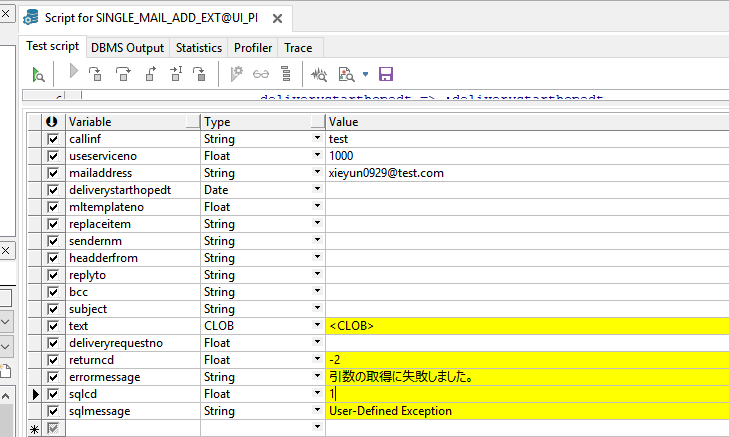 Script for SINGLE_MAIL_ADD_EXT@UI_PI
Test script DBMS Output Statistics Profiler Trace
Variable Type Value
callinf String test
useserviceno Float 1000
mailaddress String xieyun0929@test.com
deliverystarthopedt Date
mltemplateno Float
replaceitem String
sendernm String
headderfrom String
replyto String
bcc String
subject String
text CLOB <CLOB>
deliveryrequestno Float
returncd Float -2
errormessage String 引数の取得に失敗しました。
sqlcd Float 1
sqlmessage String User-Defined Exception